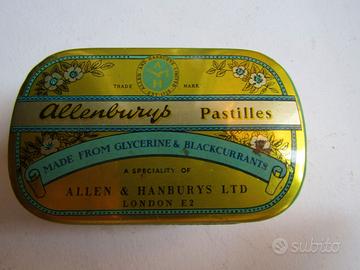 TRADE MARK
Allenburys Pastilles
MADE FROM GLYCERINE & BLACKCURRANTS
A SPECIALITY OF
ALLEN & HANBURYS LTD
LONDON E2
subito